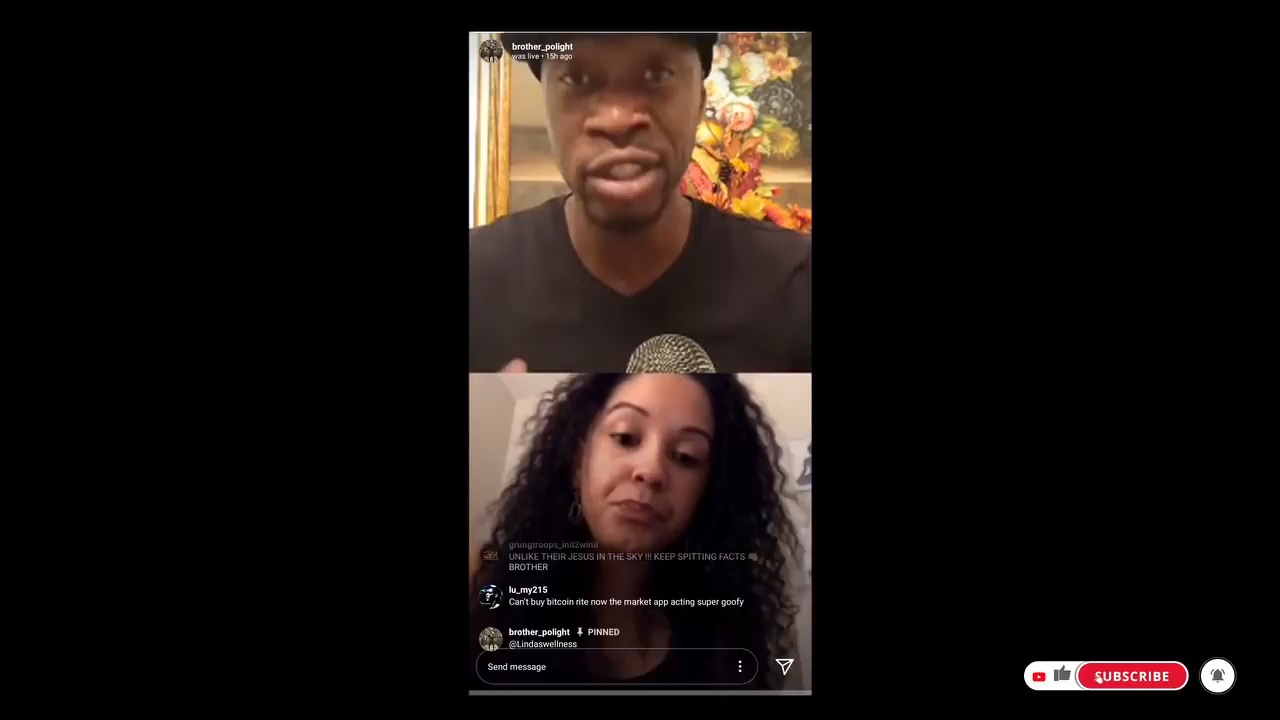 brother_polight
was live • 15h ago
grungtroops_init2winit
UNLIKE THEIR JESUS IN THE SKY !!! KEEP SPITTING FACTS
BROTHER
lu_my215
Can't buy bitcoin rite now the market app acting super goofy
brother_polight PINNED
@Lindaswellness
Send message
SUBSCRIBE